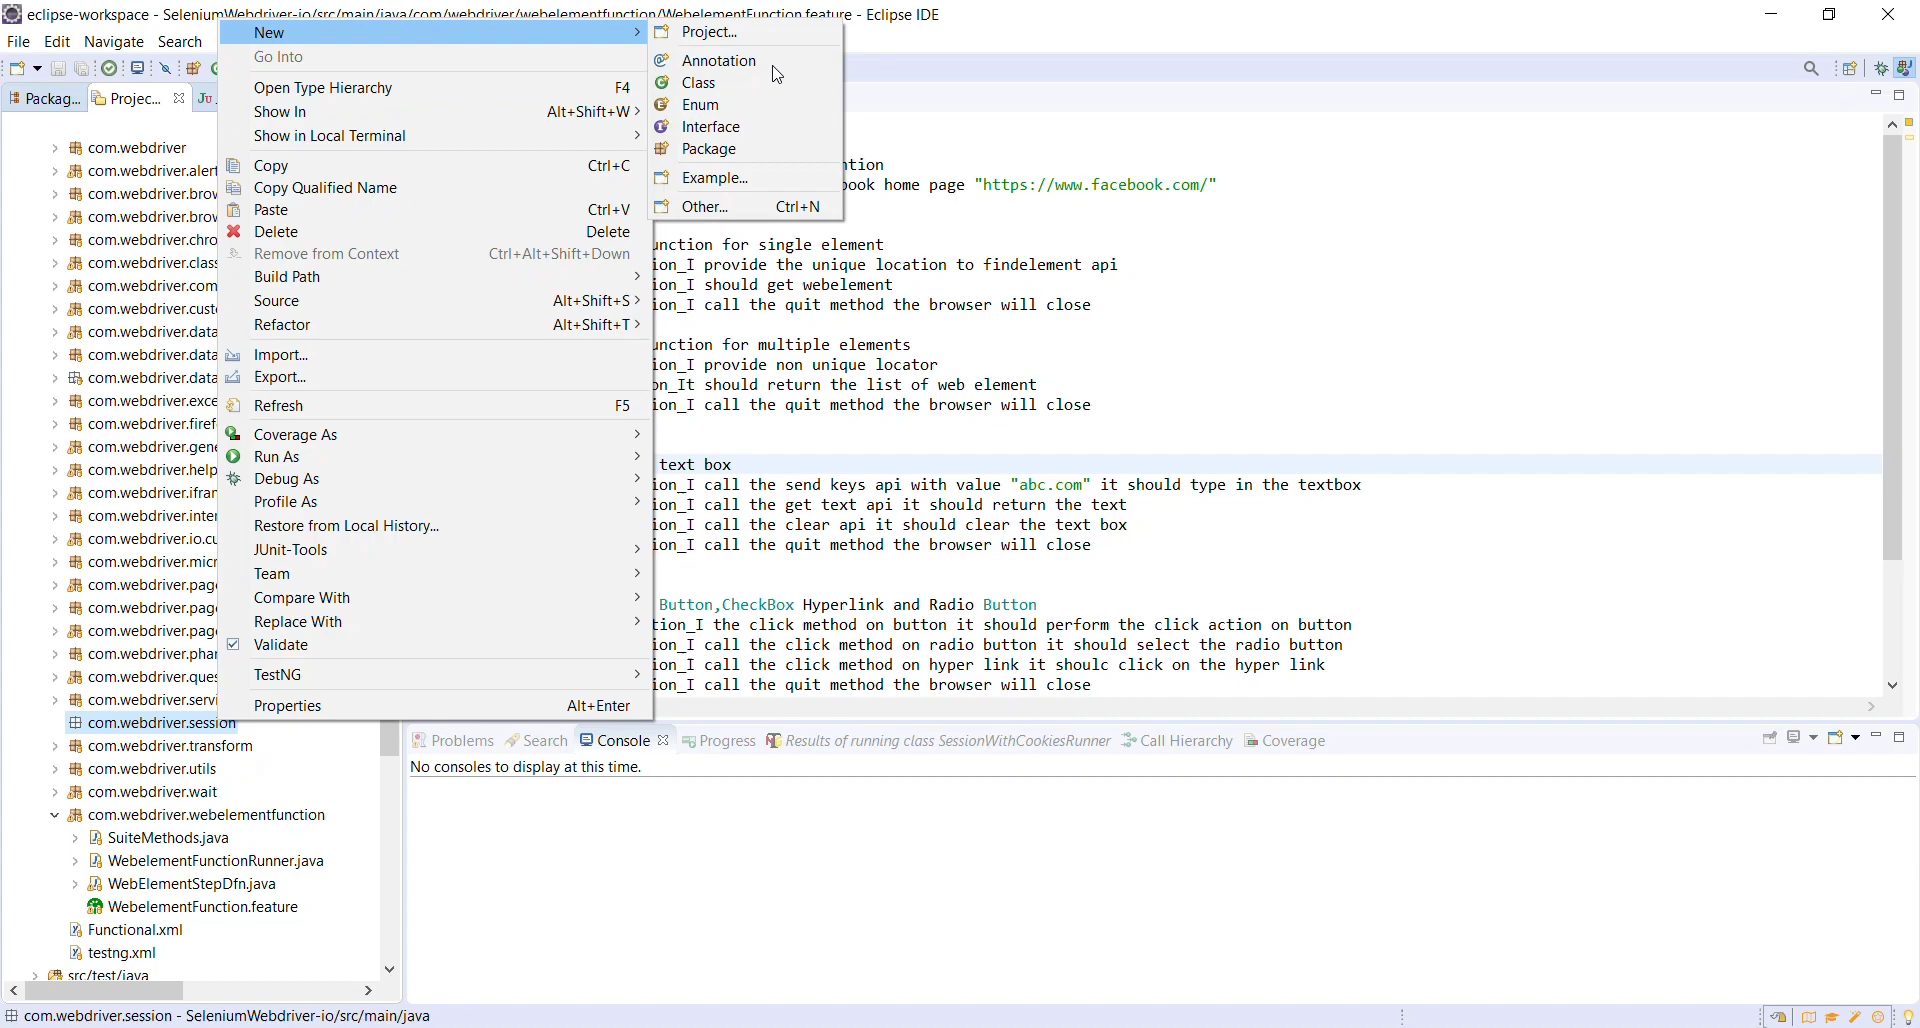 eclipse-workspace - SeleniumWebdriver-io/src/main/java/com/webdriver/webelementfunction/WebelementFunction.feature - Eclipse IDE
File Edit Navigate Search
Packag... Projec... Ju
com.webdriver
com.webdriver.alert
com.webdriver.brow
com.webdriver.brow
com.webdriver.chro
com.webdriver.class
com.webdriver.com
com.webdriver.cust
com.webdriver.data
com.webdriver.data
com.webdriver.data
com.webdriver.exce
com.webdriver.firef
com.webdriver.gene
com.webdriver.help
com.webdriver.ifran
com.webdriver.inter
com.webdriver.io.cu
com.webdriver.micr
com.webdriver.page
com.webdriver.page
com.webdriver.page
com.webdriver.phar
com.webdriver.ques
com.webdriver.servi
com.webdriver.session
com.webdriver.transform
com.webdriver.utils
com.webdriver.wait
com.webdriver.webelementfunction
SuiteMethods.java
WebelementFunctionRunner.java
WebElementStepDfn.java
WebelementFunction.feature
Functional.xml
testng.xml
src/test/java
New
Go Into
Open Type Hierarchy F4
Show In Alt+Shift+W
Show in Local Terminal
Copy Ctrl+C
Copy Qualified Name
Paste Ctrl+V
Delete Delete
Remove from Context Ctrl+Alt+Shift+Down
Build Path
Source Alt+Shift+S
Refactor Alt+Shift+T
Import...
Export...
Refresh F5
Coverage As
Run As
Debug As
Profile As
Restore from Local History...
JUnit-Tools
Team
Compare With
Replace With
Validate
TestNG
Properties Alt+Enter
Project...
Annotation
Class
Enum
Interface
Package
Example...
Other... Ctrl+N
ntion
book home page "https://www.facebook.com/"
unction for single element
ion_I provide the unique location to findelement api
ion_I should get webelement
ion_I call the quit method the browser will close
unction for multiple elements
ion_I provide non unique locator
on_It should return the list of web element
ion_I call the quit method the browser will close
text box
ion_I call the send keys api with value "abc.com" it should type in the textbox
ion_I call the get text api it should return the text
ion_I call the clear api it should clear the text box
ion_I call the quit method the browser will close
Button,CheckBox Hyperlink and Radio Button
tion_I the click method on button it should perform the click action on button
ion_I call the click method on radio button it should select the radio button
ion_I call the click method on hyper link it shoulc click on the hyper link
ion_I call the quit method the browser will close
Problems Search Console Progress Results of running class SessionWithCookiesRunner Call Hierarchy Coverage
No consoles to display at this time.
com.webdriver.session - SeleniumWebdriver-io/src/main/java